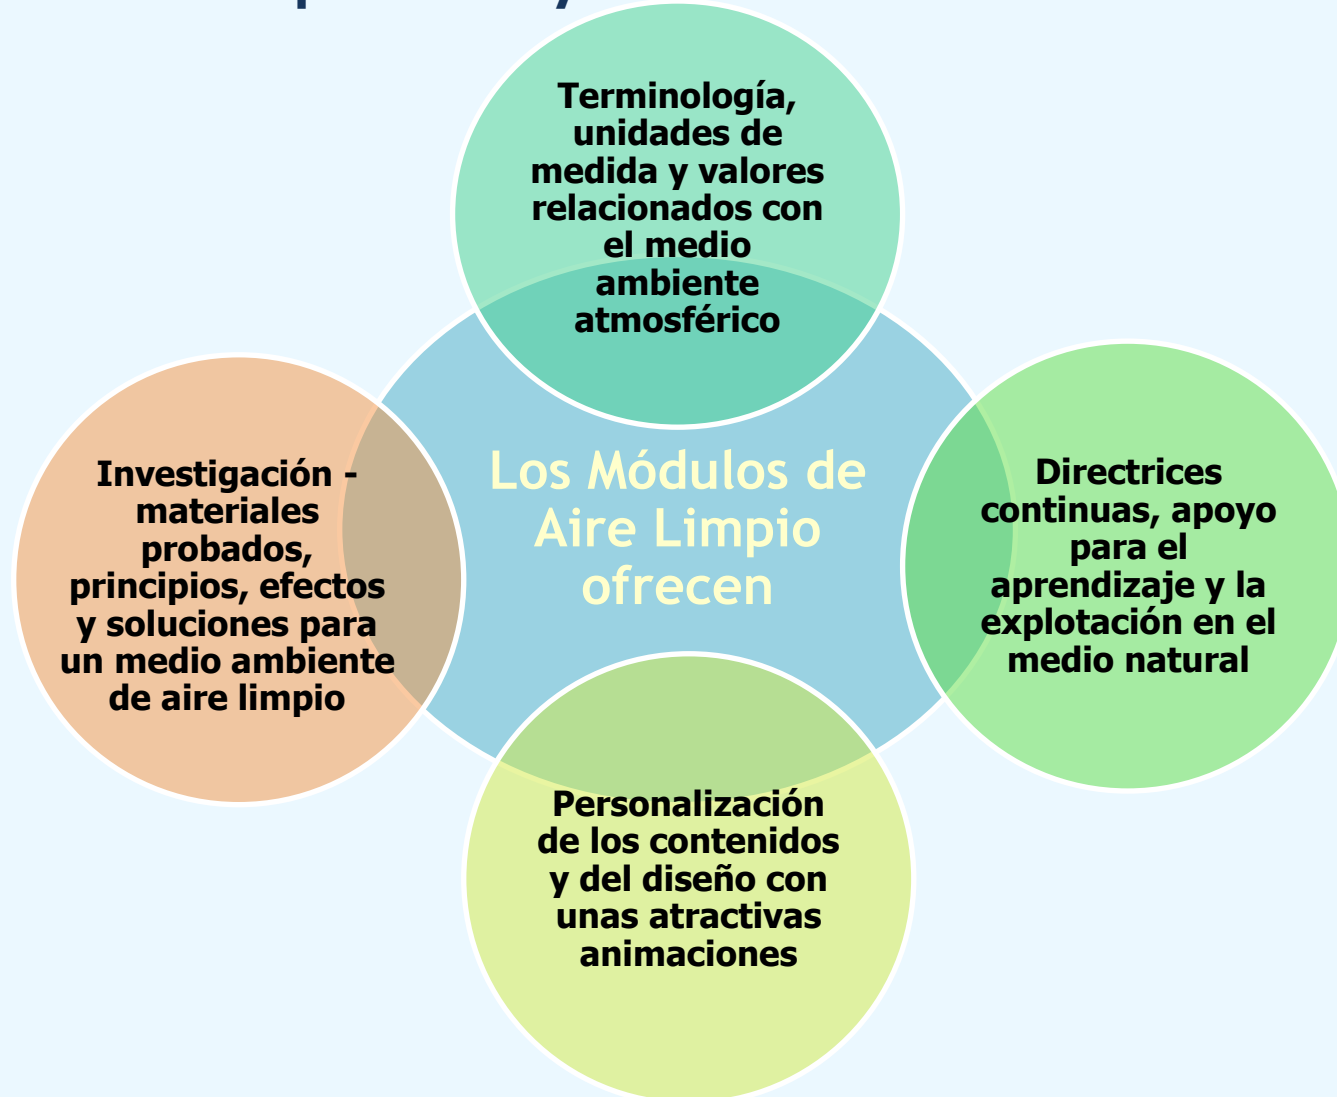 Terminología,
unidades de
medida y valores
relacionados con
el medio
ambiente
atmosférico
Investigación -
materiales
probados,
principios, efectos
y soluciones para
un medio ambiente
de aire limpio
Los Módulos de
Aire Limpio
ofrecen
Directrices
continuas, apoyo
para el
aprendizaje y la
explotación en el
medio natural
Personalización
de los contenidos
y del diseño con
unas atractivas
animaciones